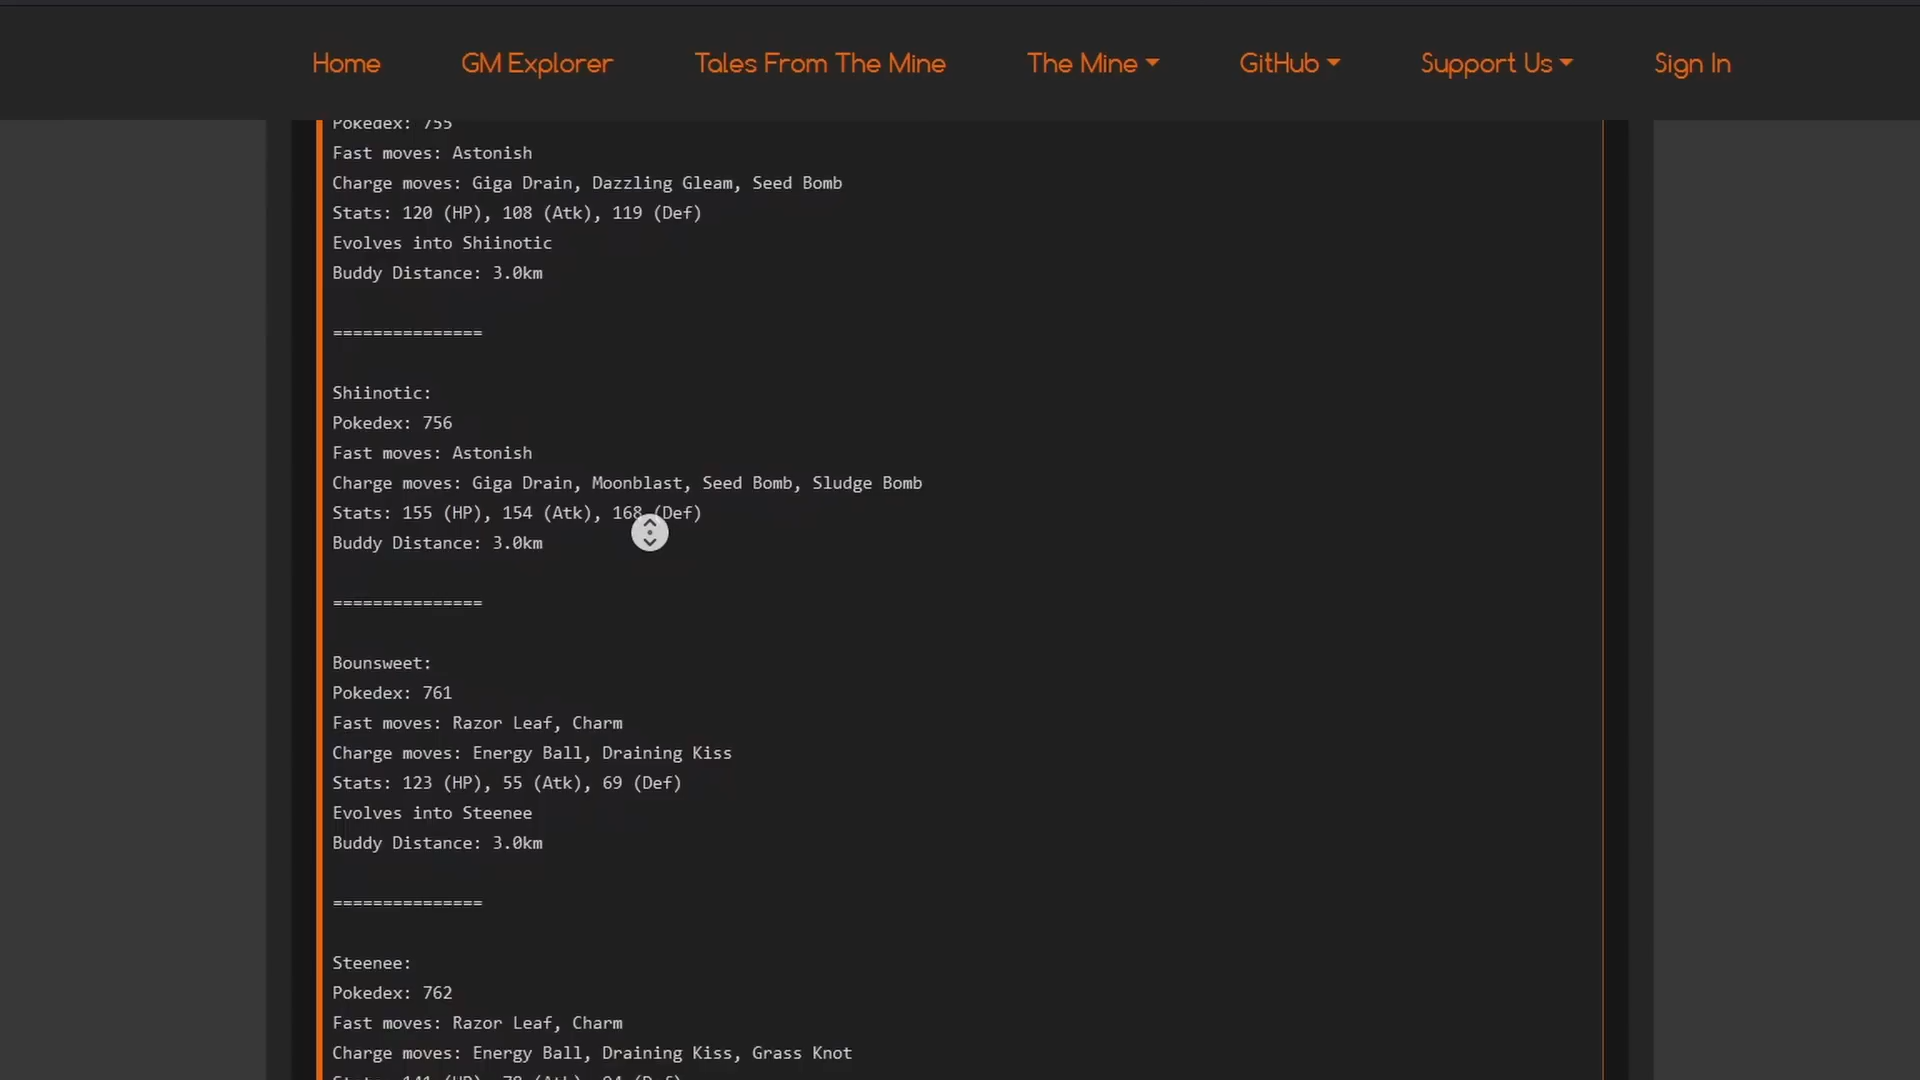 Home GM Explorer Tales From The Mine The Mine GitHub Support Us Sign In
Pokedex: 755
Fast moves: Astonish
Charge moves: Giga Drain, Dazzling Gleam, Seed Bomb
Stats: 120 (HP), 108 (Atk), 119 (Def)
Evolves into Shiinotic
Buddy Distance: 3.0km
===============
Shiinotic:
Pokedex: 756
Fast moves: Astonish
Charge moves: Giga Drain, Moonblast, Seed Bomb, Sludge Bomb
Stats: 155 (HP), 154 (Atk), 168 (Def)
Buddy Distance: 3.0km
===============
Bounsweet:
Pokedex: 761
Fast moves: Razor Leaf, Charm
Charge moves: Energy Ball, Draining Kiss
Stats: 123 (HP), 55 (Atk), 69 (Def)
Evolves into Steenee
Buddy Distance: 3.0km
===============
Steenee:
Pokedex: 762
Fast moves: Razor Leaf, Charm
Charge moves: Energy Ball, Draining Kiss, Grass Knot